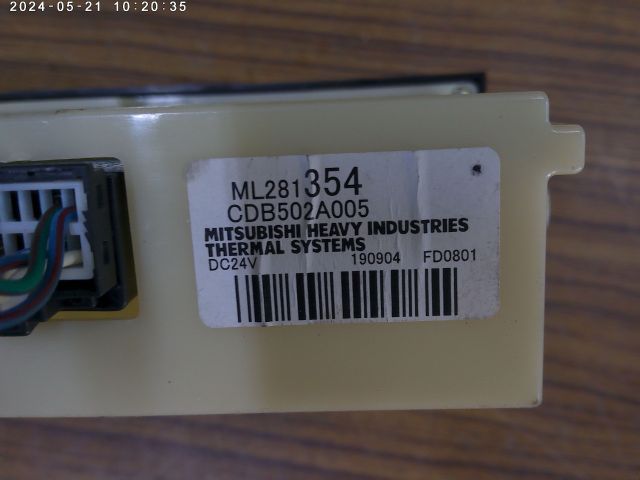 2024-05-21 10:20:35
ML281354
CDB502A005
MITSUBISHI HEAVY INDUSTRIES
THERMAL SYSTEMS
DC24V 190904 FD0801